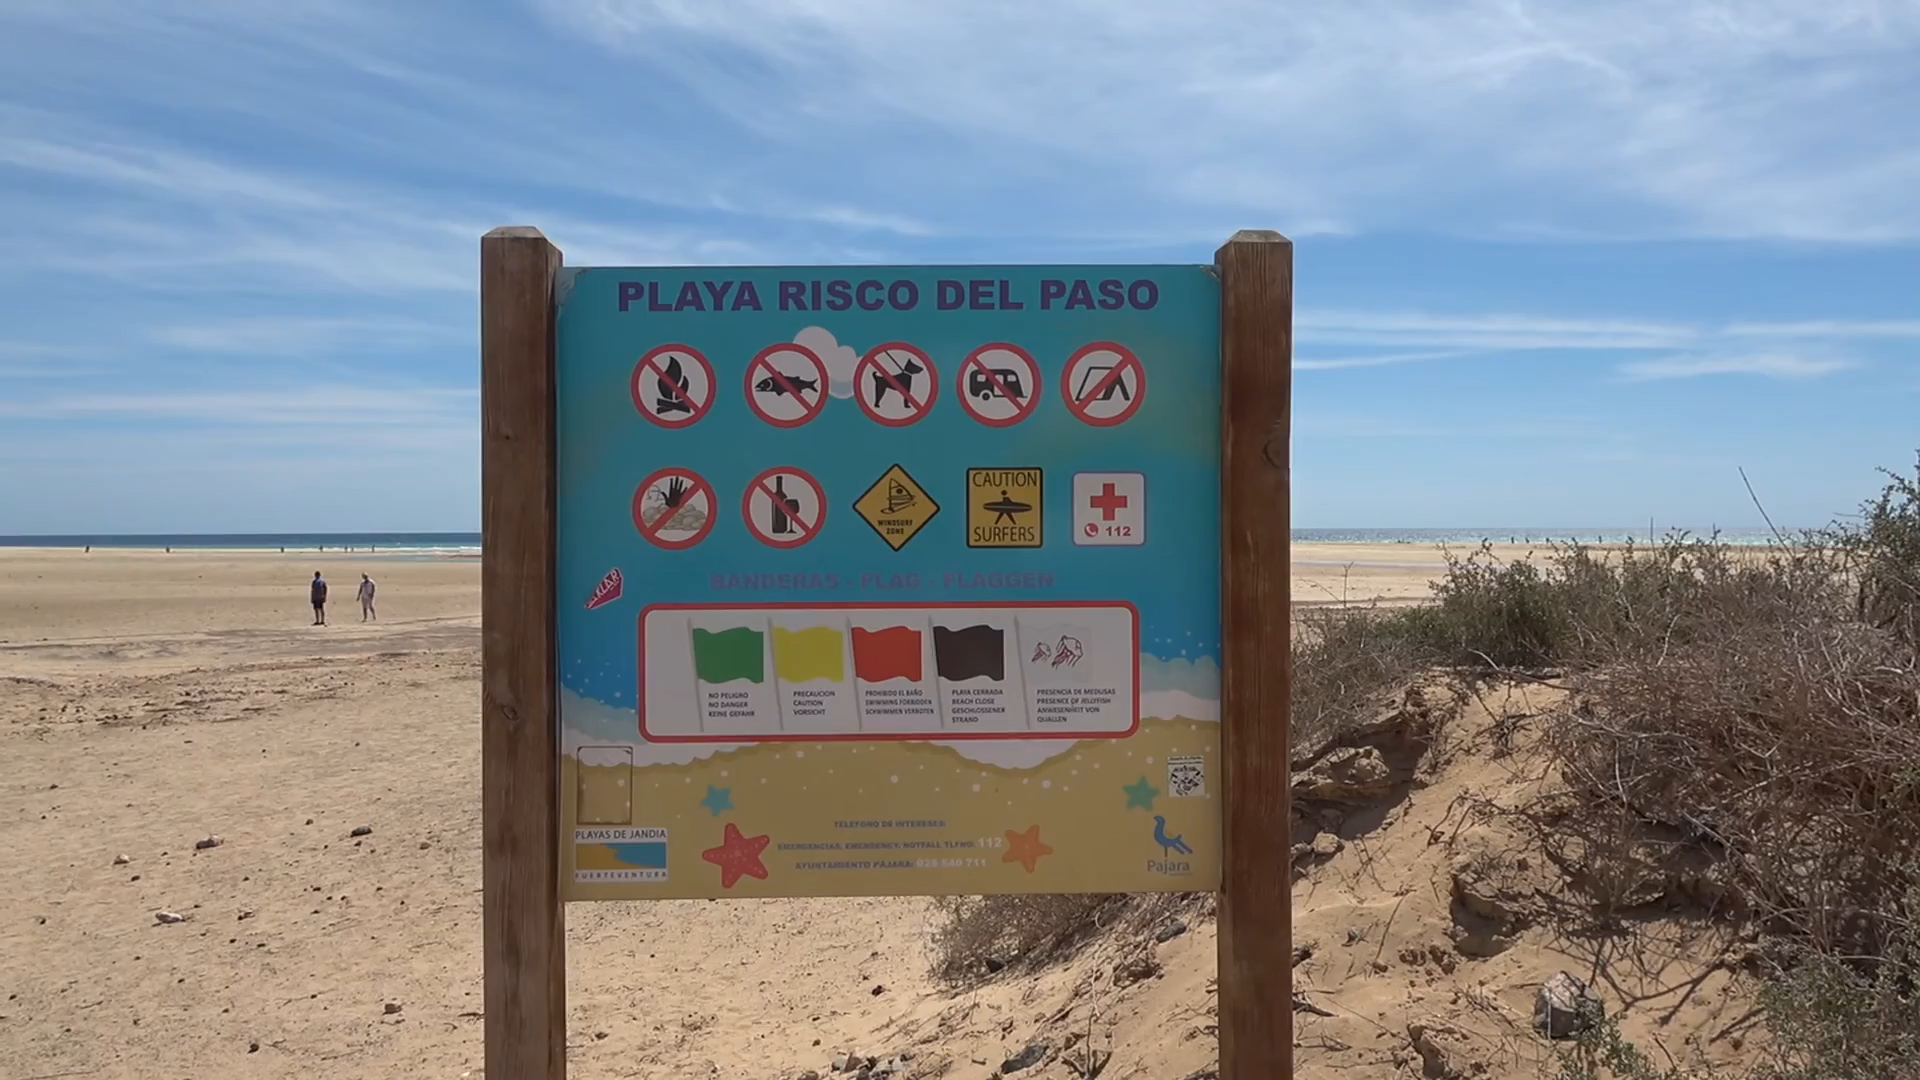 PLAYA RISCO DEL PASO
WINDSURF
ZONE
CAUTION
SURFERS
112
BANDERAS - FLAG - FLAGGEN
NO PELIGRO
NO DANGER
KEINE GEFAHR
PRECAUCION
CAUTION
VORSICHT
PROHIBIDO EL BAÑO
SWIMMING FORBIDDEN
SCHWIMMEN VERBOTEN
PLAYA CERRADA
BEACH CLOSE
GESCHLOSSENER
STRAND
PRESENCIA DE MEDUSAS
PRESENCE OF JELLYFISH
ANWESENHEIT VON
QUALLEN
TELEFONO DE INTERESES:
EMERGENCIAS, EMERGENCY, NOTFALL TLFNO: 112
AYUNTAMIENTO PAJARA: 928 540 711
PLAYAS DE JANDIA
FUERTEVENTURA
Pajara